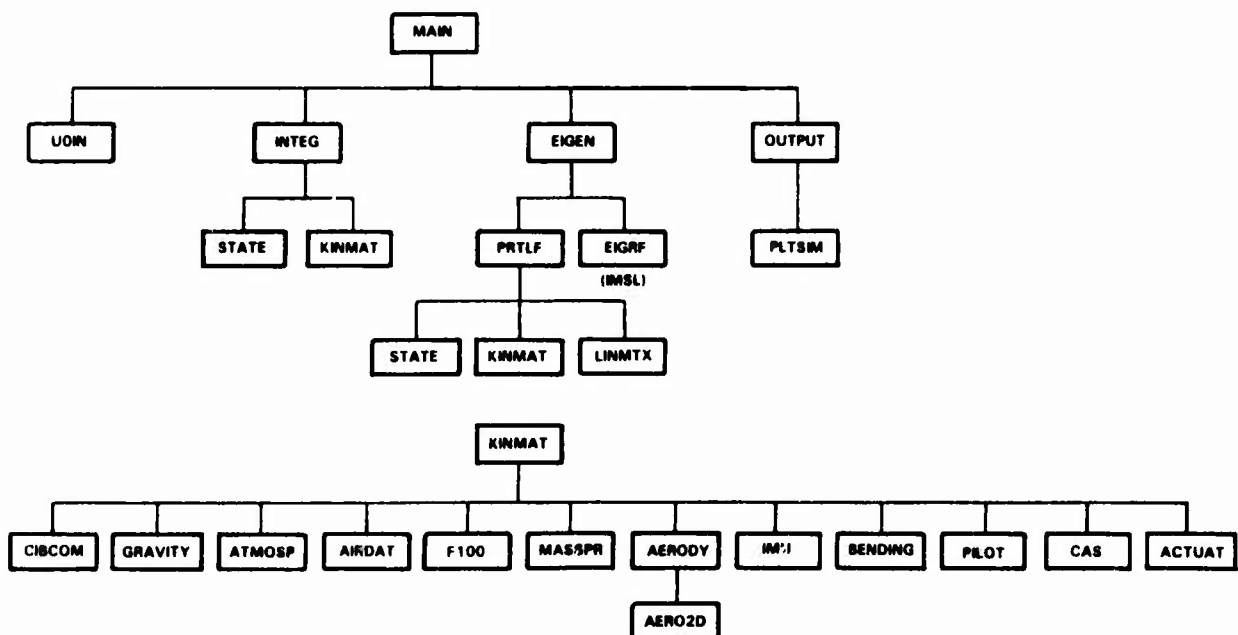 MAIN
UOIN INTEG EIGEN OUTPUT
STATE KINMAT PRTLF EIGRF PLTSIM
(IMSL)
STATE KINMAT LINMTX
KINMAT
CIBCOM GRAVITY ATMOSP AIRDAT F100 MASSPR AERODY BENDING PILOT CAS ACTUAT
AERO2D